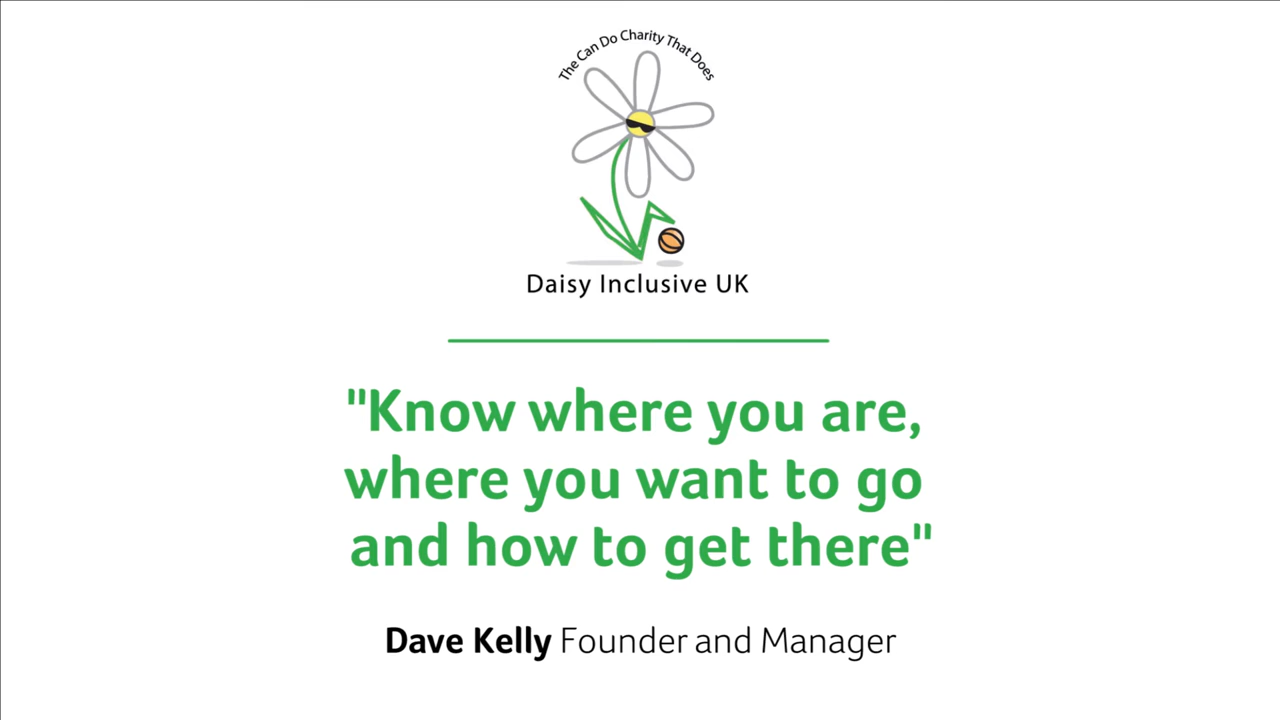 The Can Do Charity That Does
Daisy Inclusive UK
"Know where you are,
where you want to go
and how to get there"
Dave Kelly Founder and Manager